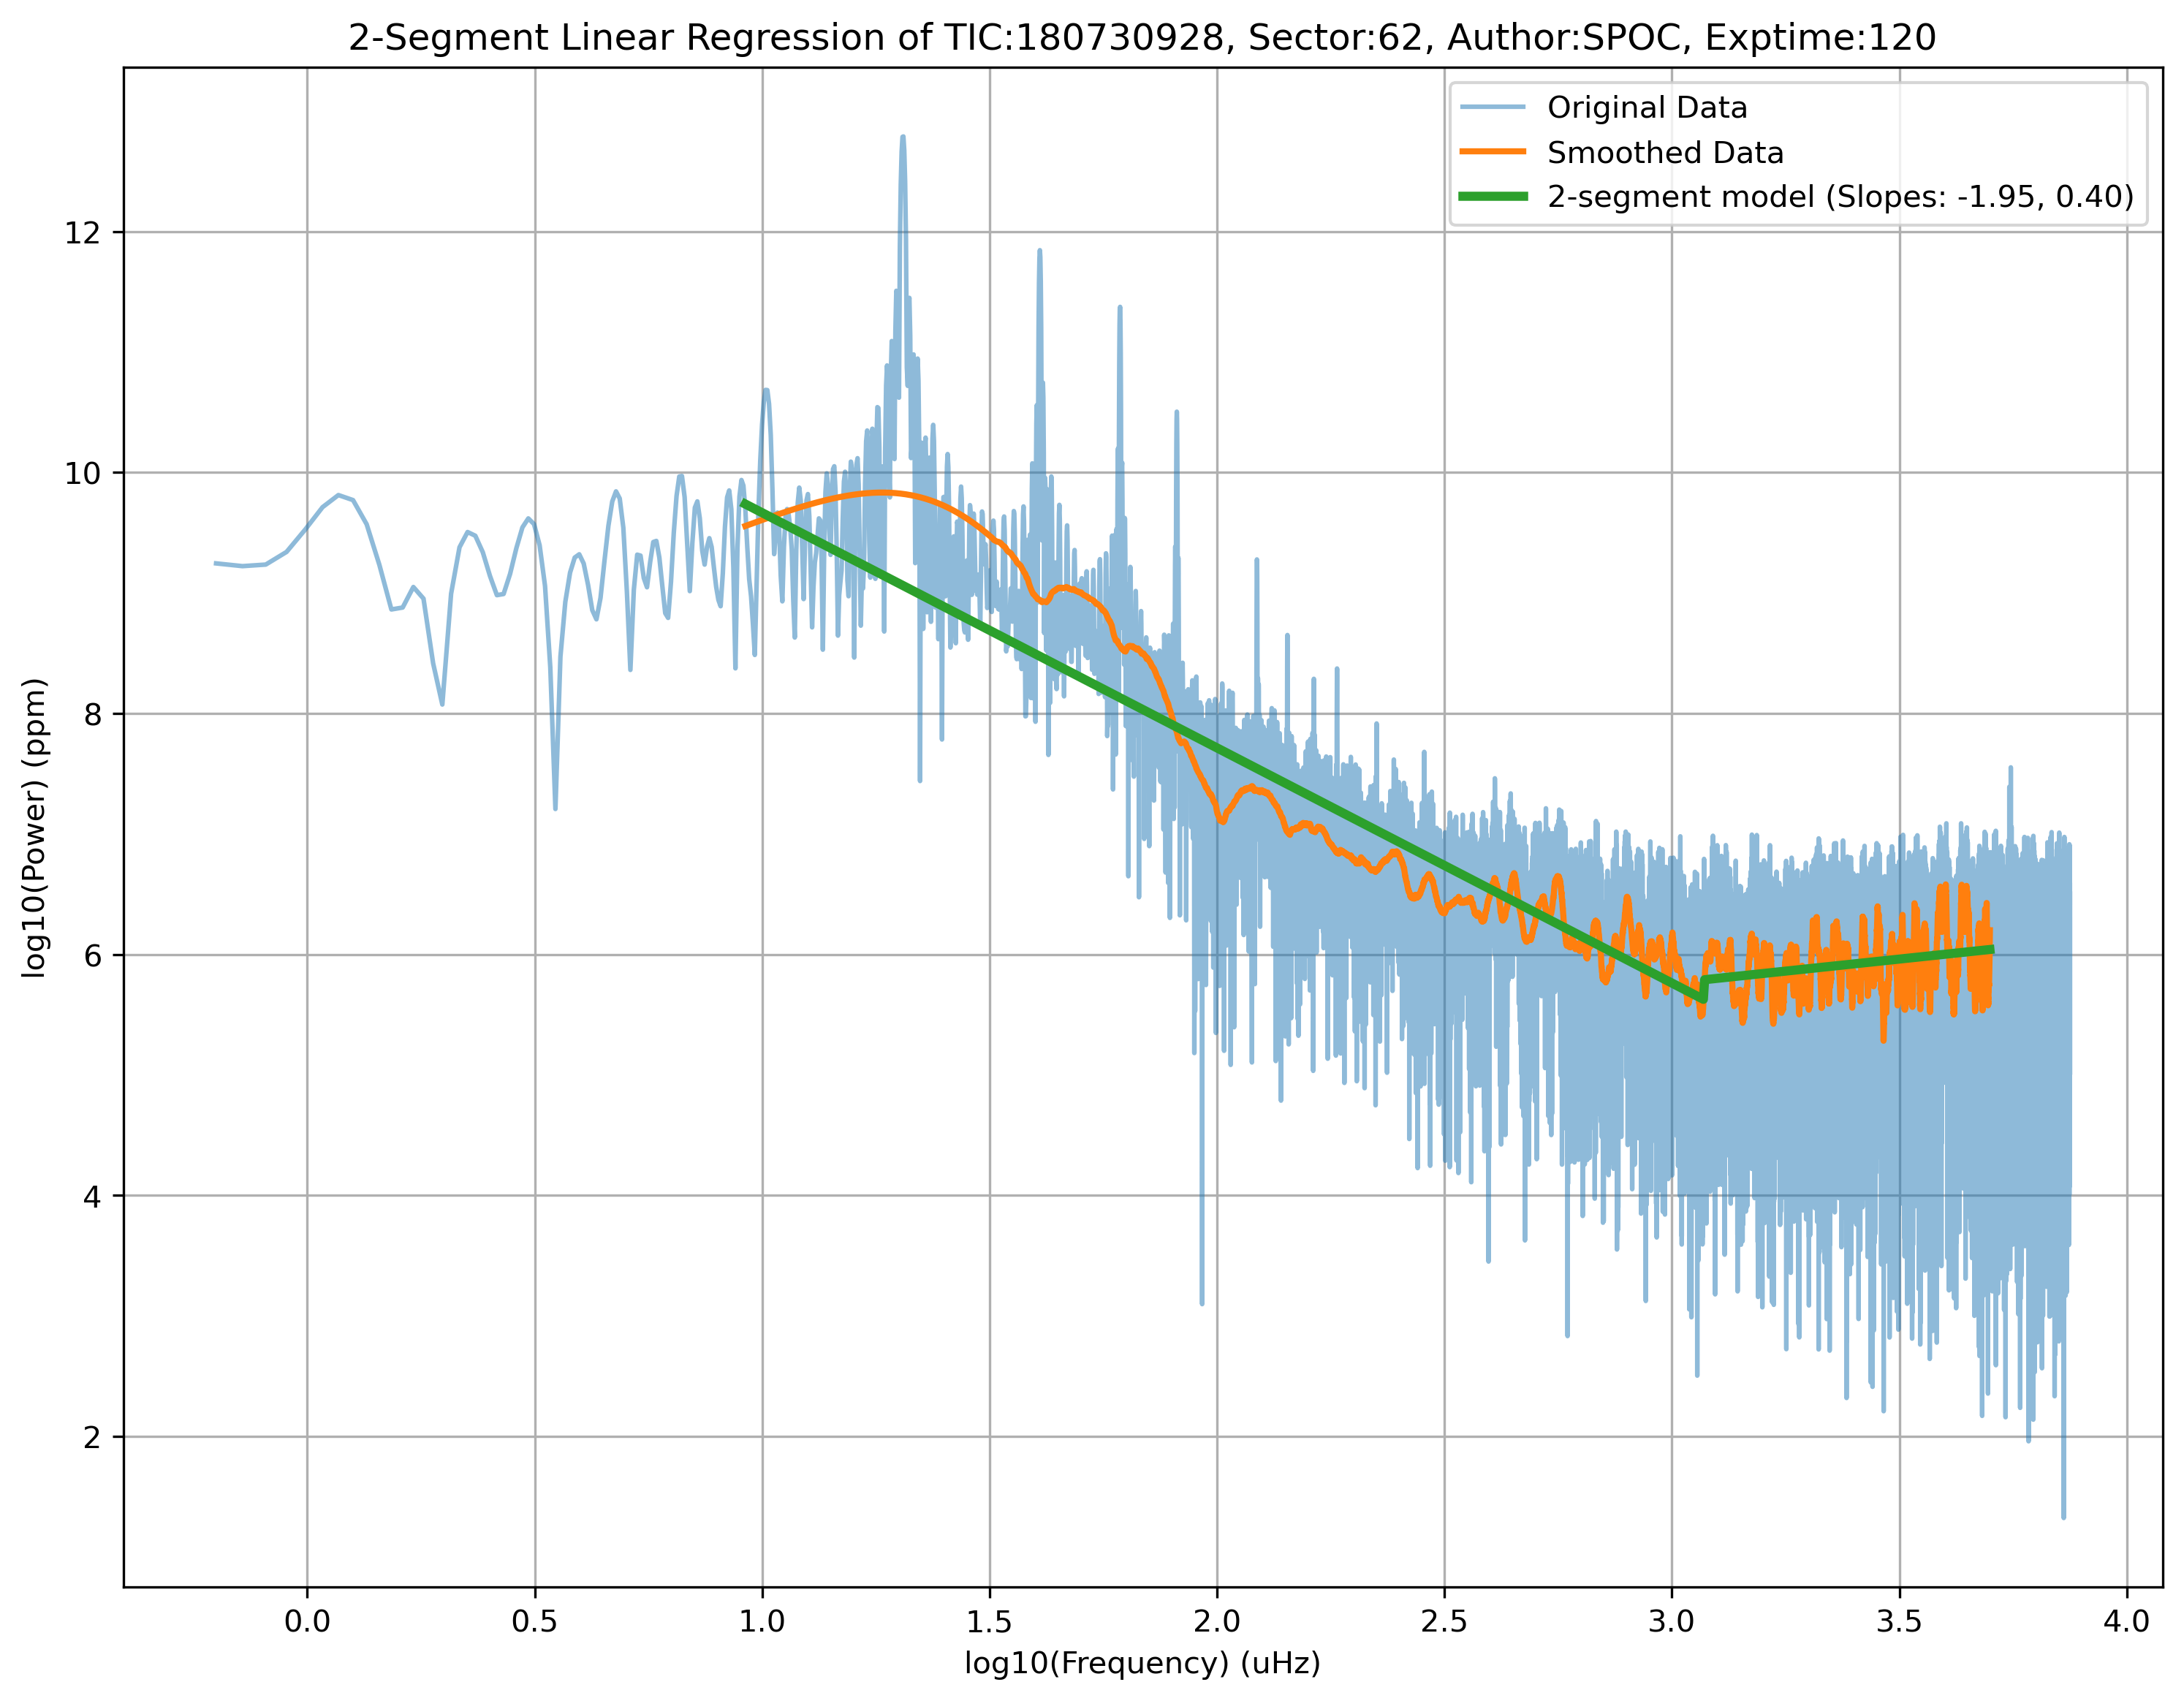 2-Segment Linear Regression of TIC:180730928, Sector:62, Author:SPOC, Exptime:120
Original Data
Smoothed Data
2-segment model (Slopes: -1.95, 0.40)
log10(Power) (ppm)
12
10
8
6
4
2
0.0 0.5 1.0 1.5 2.0 2.5 3.0 3.5 4.0
log10(Frequency) (uHz)